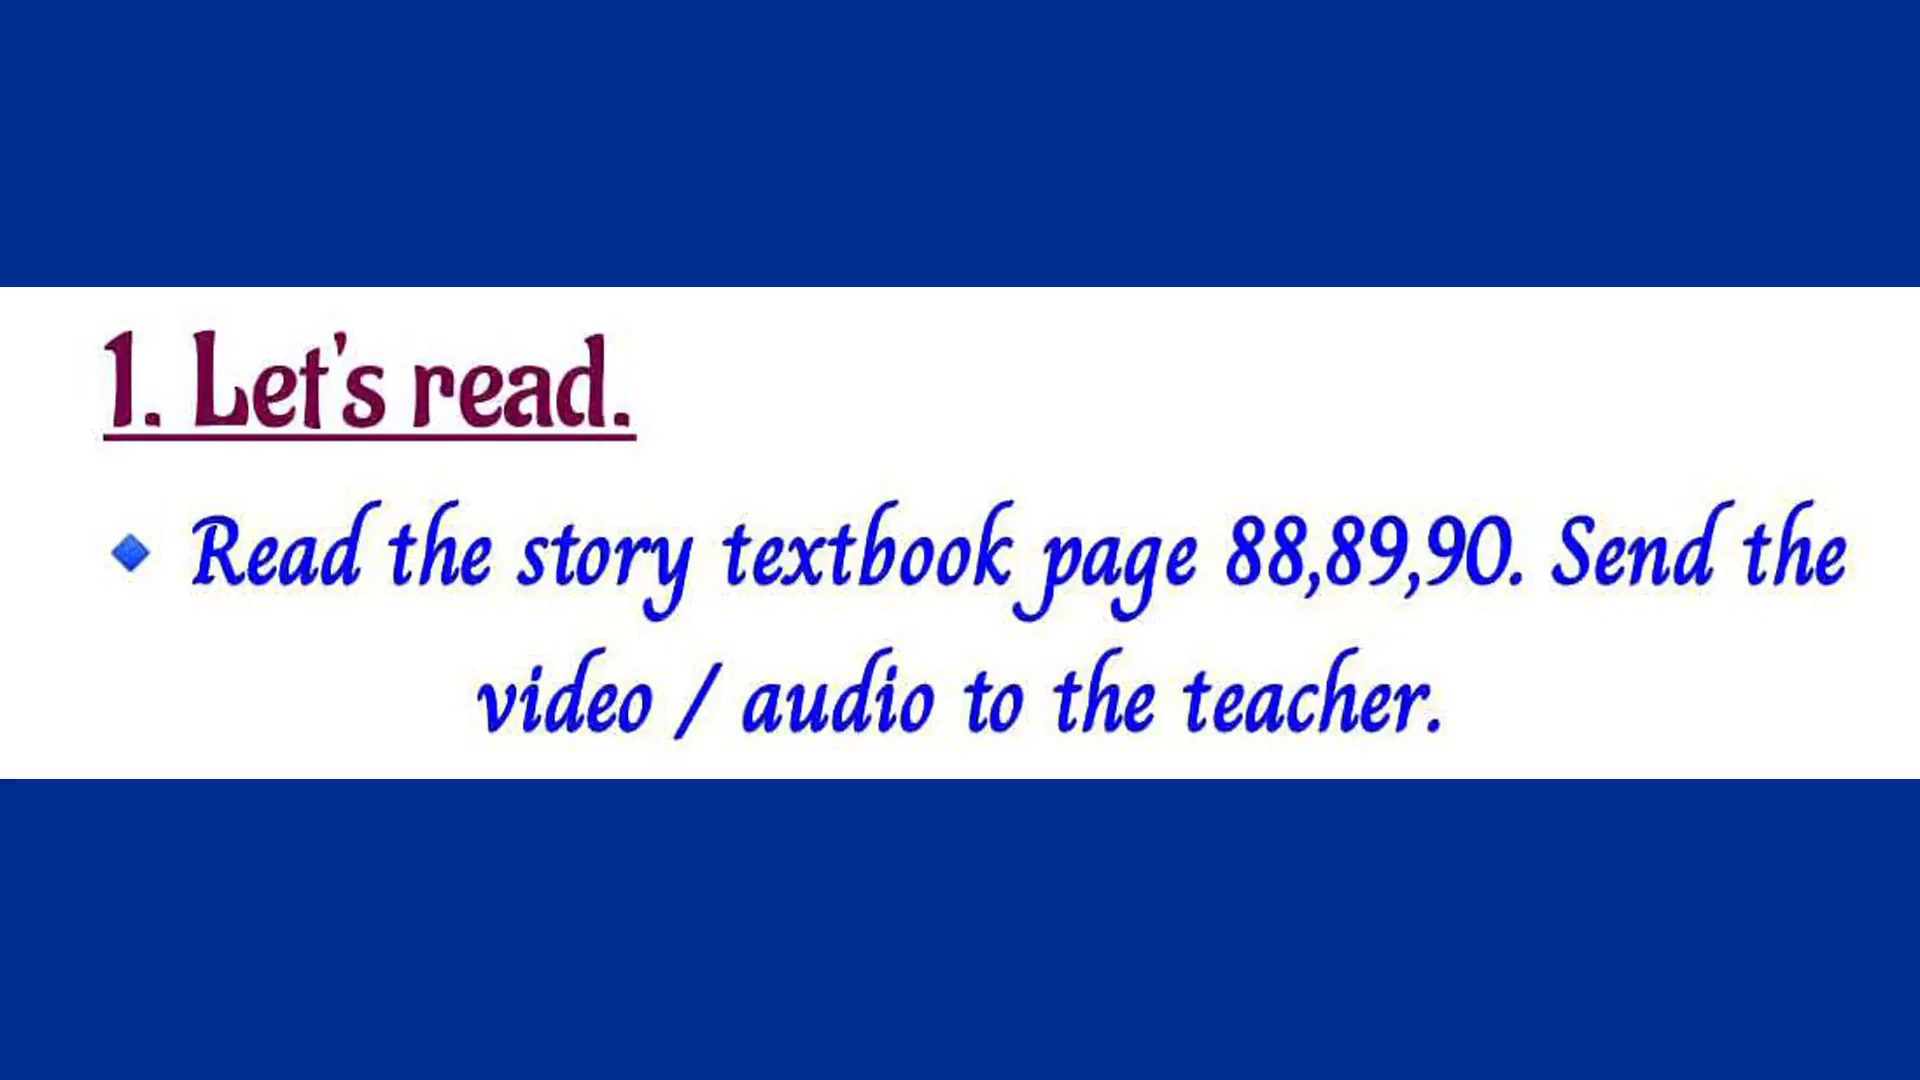 1. Let's read.
🔹 Read the story textbook page 88,89,90. Send the
video / audio to the teacher.